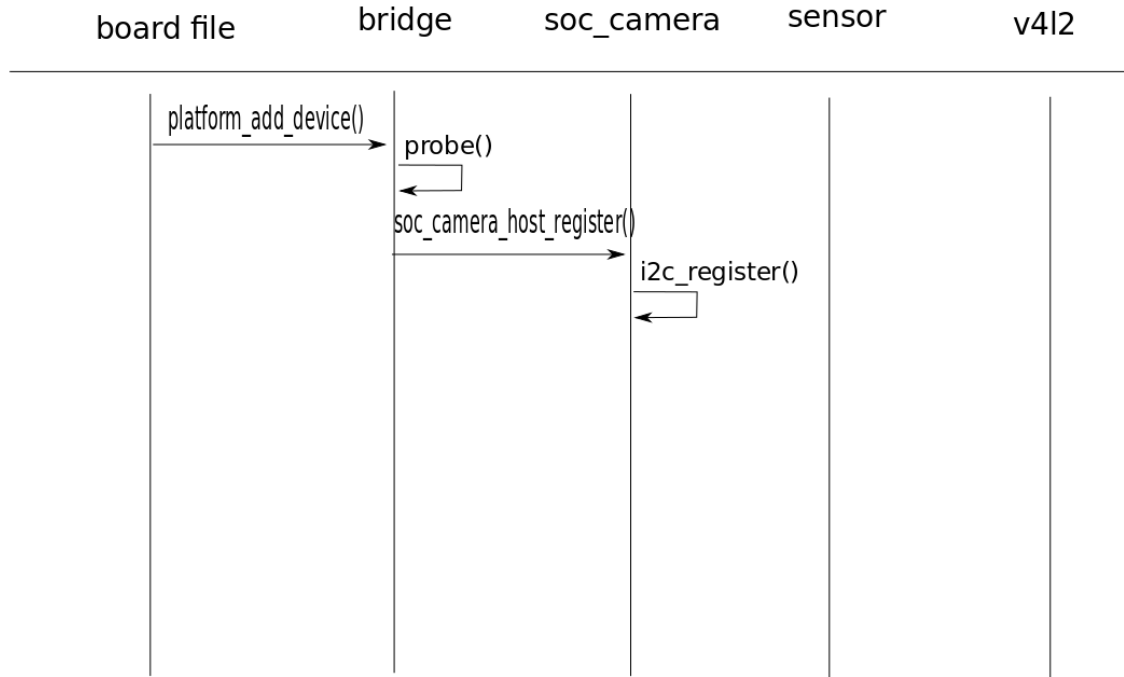 board file
bridge
soc_camera
sensor
v4l2
platform_add_device()
probe()
soc_camera_host_register()
i2c_register()